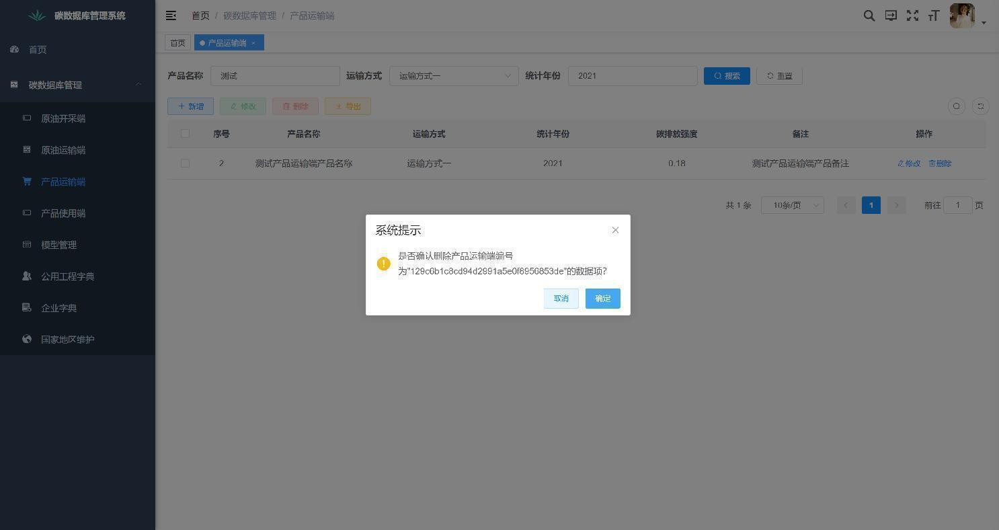 碳数据库管理系统
首页 / 碳数据库管理 / 产品运输端
首页
产品运输端 ×
首页
碳数据库管理
原油开采端
原油运输端
产品运输端
产品使用端
模型管理
公用工程字典
企业字典
国家地区维护
产品名称 测试 运输方式 运输方式一 统计年份 2021 搜索 重置
新增 修改 删除 导出
序号 产品名称 运输方式 统计年份 碳排放强度 备注 操作
2 测试产品运输端产品名称 运输方式一 2021 0.18 测试产品运输端产品备注 修改 删除
共 1 条 10条/页 1 前往 1 页
系统提示
是否确认删除产品运输端编号
为"129c6b1c8cd94d2991a5e0f8956853de"的数据项?
取消 确定